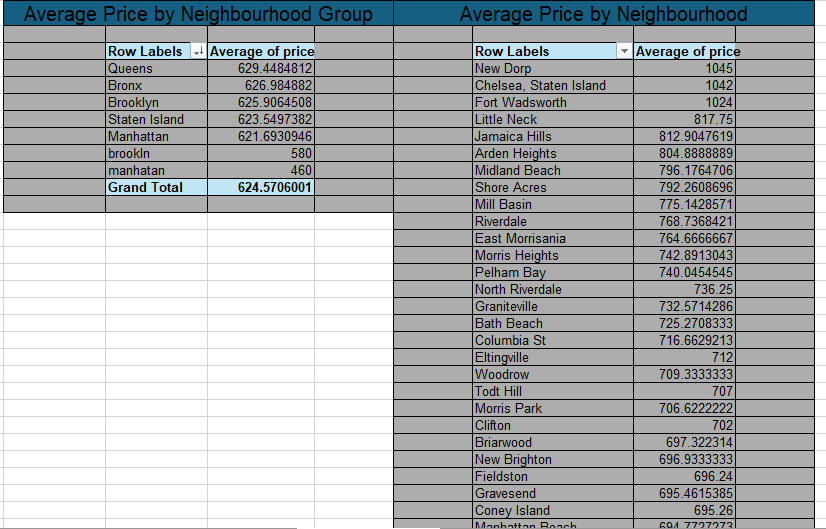 Average Price by Neighbourhood Group
Row Labels Average of price
Queens 629.4484812
Bronx 626.984882
Brooklyn 625.9064508
Staten Island 623.5497382
Manhattan 621.6930946
brookln 580
manhatan 460
Grand Total 624.5706001
Average Price by Neighbourhood
Row Labels Average of price
New Dorp 1045
Chelsea, Staten Island 1042
Fort Wadsworth 1024
Little Neck 817.75
Jamaica Hills 812.9047619
Arden Heights 804.8888889
Midland Beach 796.1764706
Shore Acres 792.2608696
Mill Basin 775.1428571
Riverdale 768.7368421
East Morrisania 764.6666667
Morris Heights 742.8913043
Pelham Bay 740.0454545
North Riverdale 736.25
Graniteville 732.5714286
Bath Beach 725.2708333
Columbia St 716.6629213
Eltingville 712
Woodrow 709.3333333
Todt Hill 707
Morris Park 706.6222222
Clifton 702
Briarwood 697.322314
New Brighton 696.9333333
Fieldston 696.24
Gravesend 695.4615385
Coney Island 695.26
Manhattan Beach 694.7727273